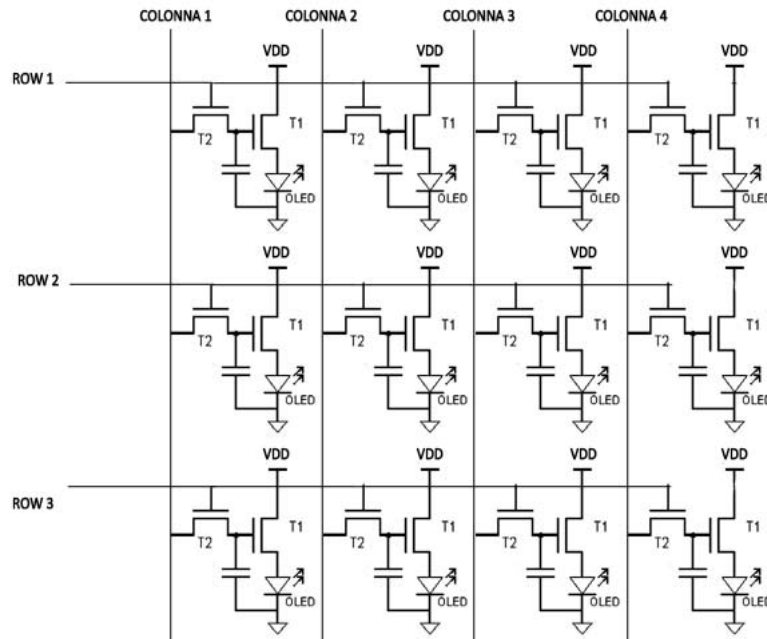 COLONNA 1 COLONNA 2 COLONNA 3 COLONNA 4
VDD VDD VDD VDD
ROW 1
T1 T1 T1 T1
T2 T2 T2 T2
OLED OLED OLED OLED
VDD VDD VDD VDD
ROW 2
T1 T1 T1 T1
T2 T2 T2 T2
OLED OLED OLED OLED
VDD VDD VDD VDD
ROW 3
T1 T1 T1 T1
T2 T2 T2 T2
OLED OLED OLED OLED